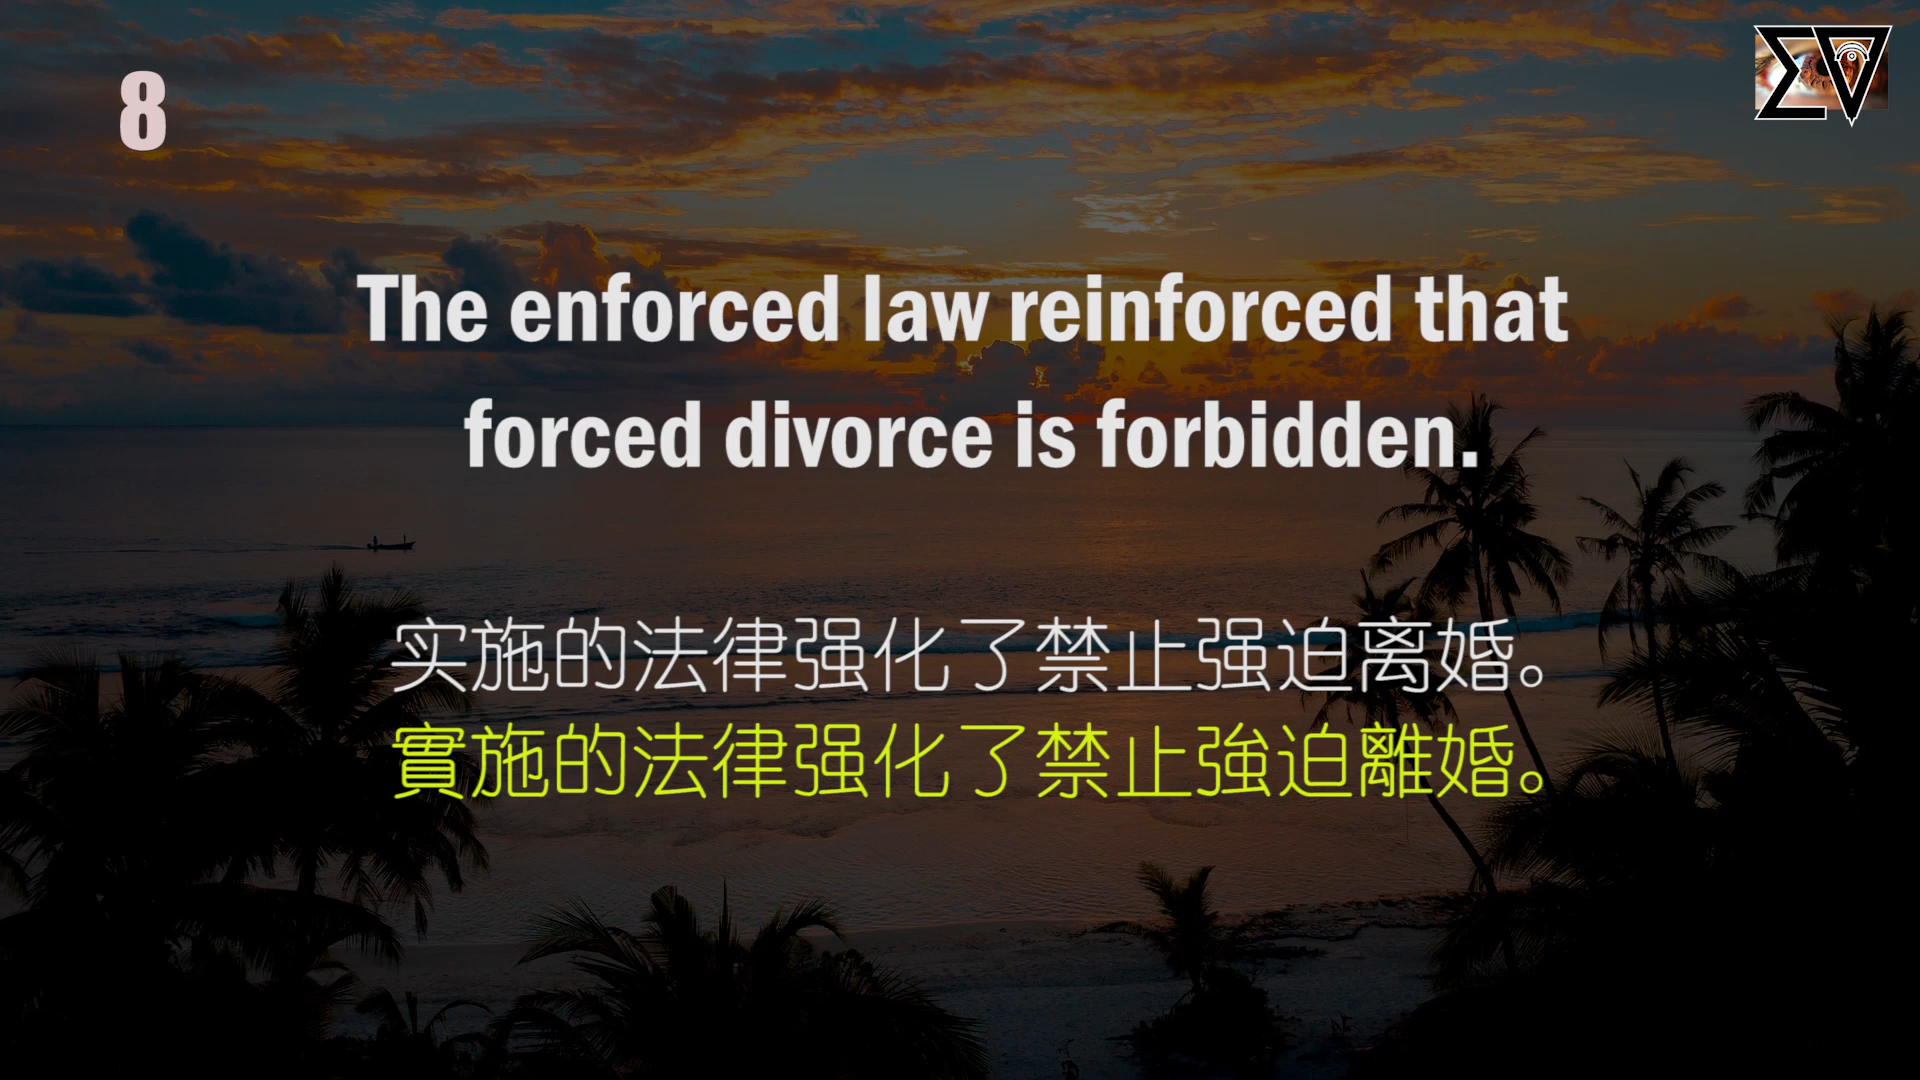 8
The enforced law reinforced that
forced divorce is forbidden.
实施的法律强化了禁止强迫离婚。
實施的法律强化了禁止強迫離婚。